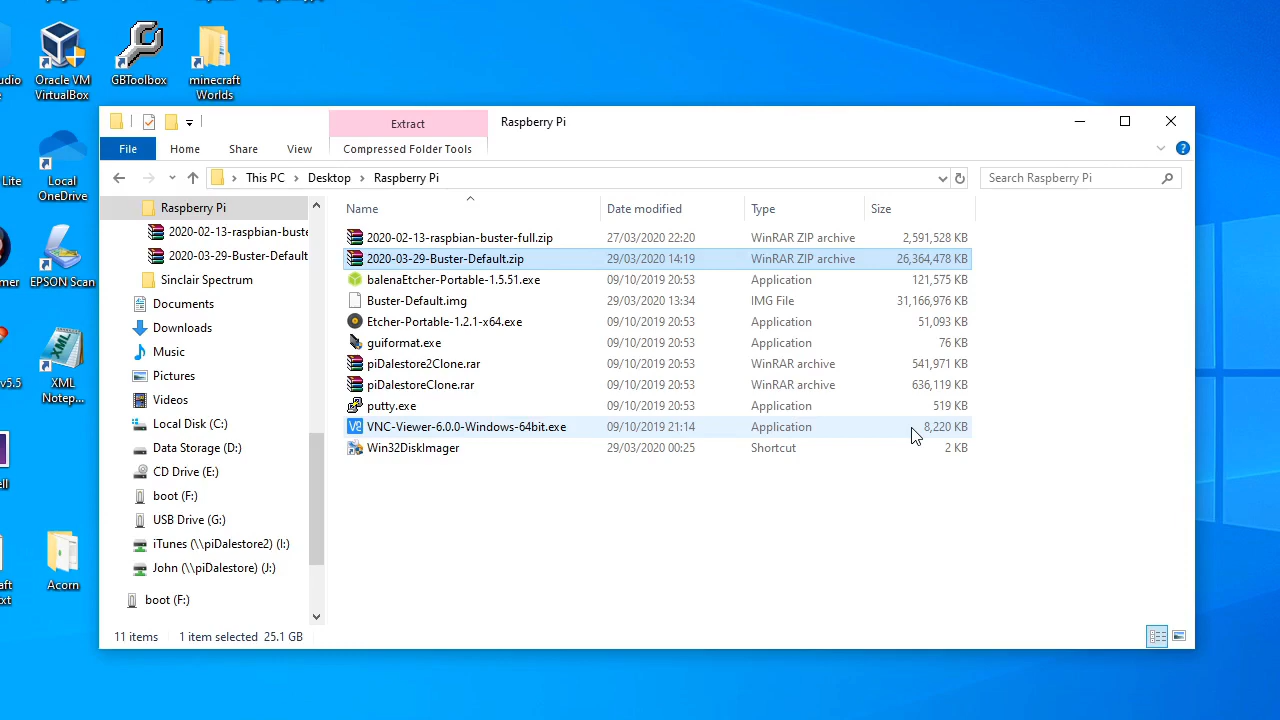 Oracle VM VirtualBox
GBToolbox
minecraft Worlds
Lite
Local OneDrive
EPSON Scan
XML Notep...
Acorn
Extract
Raspberry Pi
File Home Share View Compressed Folder Tools
This PC Desktop Raspberry Pi
Search Raspberry Pi
Raspberry Pi
2020-02-13-raspbian-buste
2020-03-29-Buster-Default
Sinclair Spectrum
Documents
Downloads
Music
Pictures
Videos
Local Disk (C:)
Data Storage (D:)
CD Drive (E:)
boot (F:)
USB Drive (G:)
iTunes (\\piDalestore2) (I:)
John (\\piDalestore) (J:)
boot (F:)
Name Date modified Type Size
2020-02-13-raspbian-buster-full.zip 27/03/2020 22:20 WinRAR ZIP archive 2,591,528 KB
2020-03-29-Buster-Default.zip 29/03/2020 14:19 WinRAR ZIP archive 26,364,478 KB
balenaEtcher-Portable-1.5.51.exe 09/10/2019 20:53 Application 121,575 KB
Buster-Default.img 29/03/2020 13:34 IMG File 31,166,976 KB
Etcher-Portable-1.2.1-x64.exe 09/10/2019 20:53 Application 51,093 KB
guiformat.exe 09/10/2019 20:53 Application 76 KB
piDalestore2Clone.rar 09/10/2019 20:53 WinRAR archive 541,971 KB
piDalestoreClone.rar 09/10/2019 20:53 WinRAR archive 636,119 KB
putty.exe 09/10/2019 20:53 Application 519 KB
VNC-Viewer-6.0.0-Windows-64bit.exe 09/10/2019 21:14 Application 8,220 KB
Win32DiskImager 29/03/2020 00:25 Shortcut 2 KB
11 items 1 item selected 25.1 GB